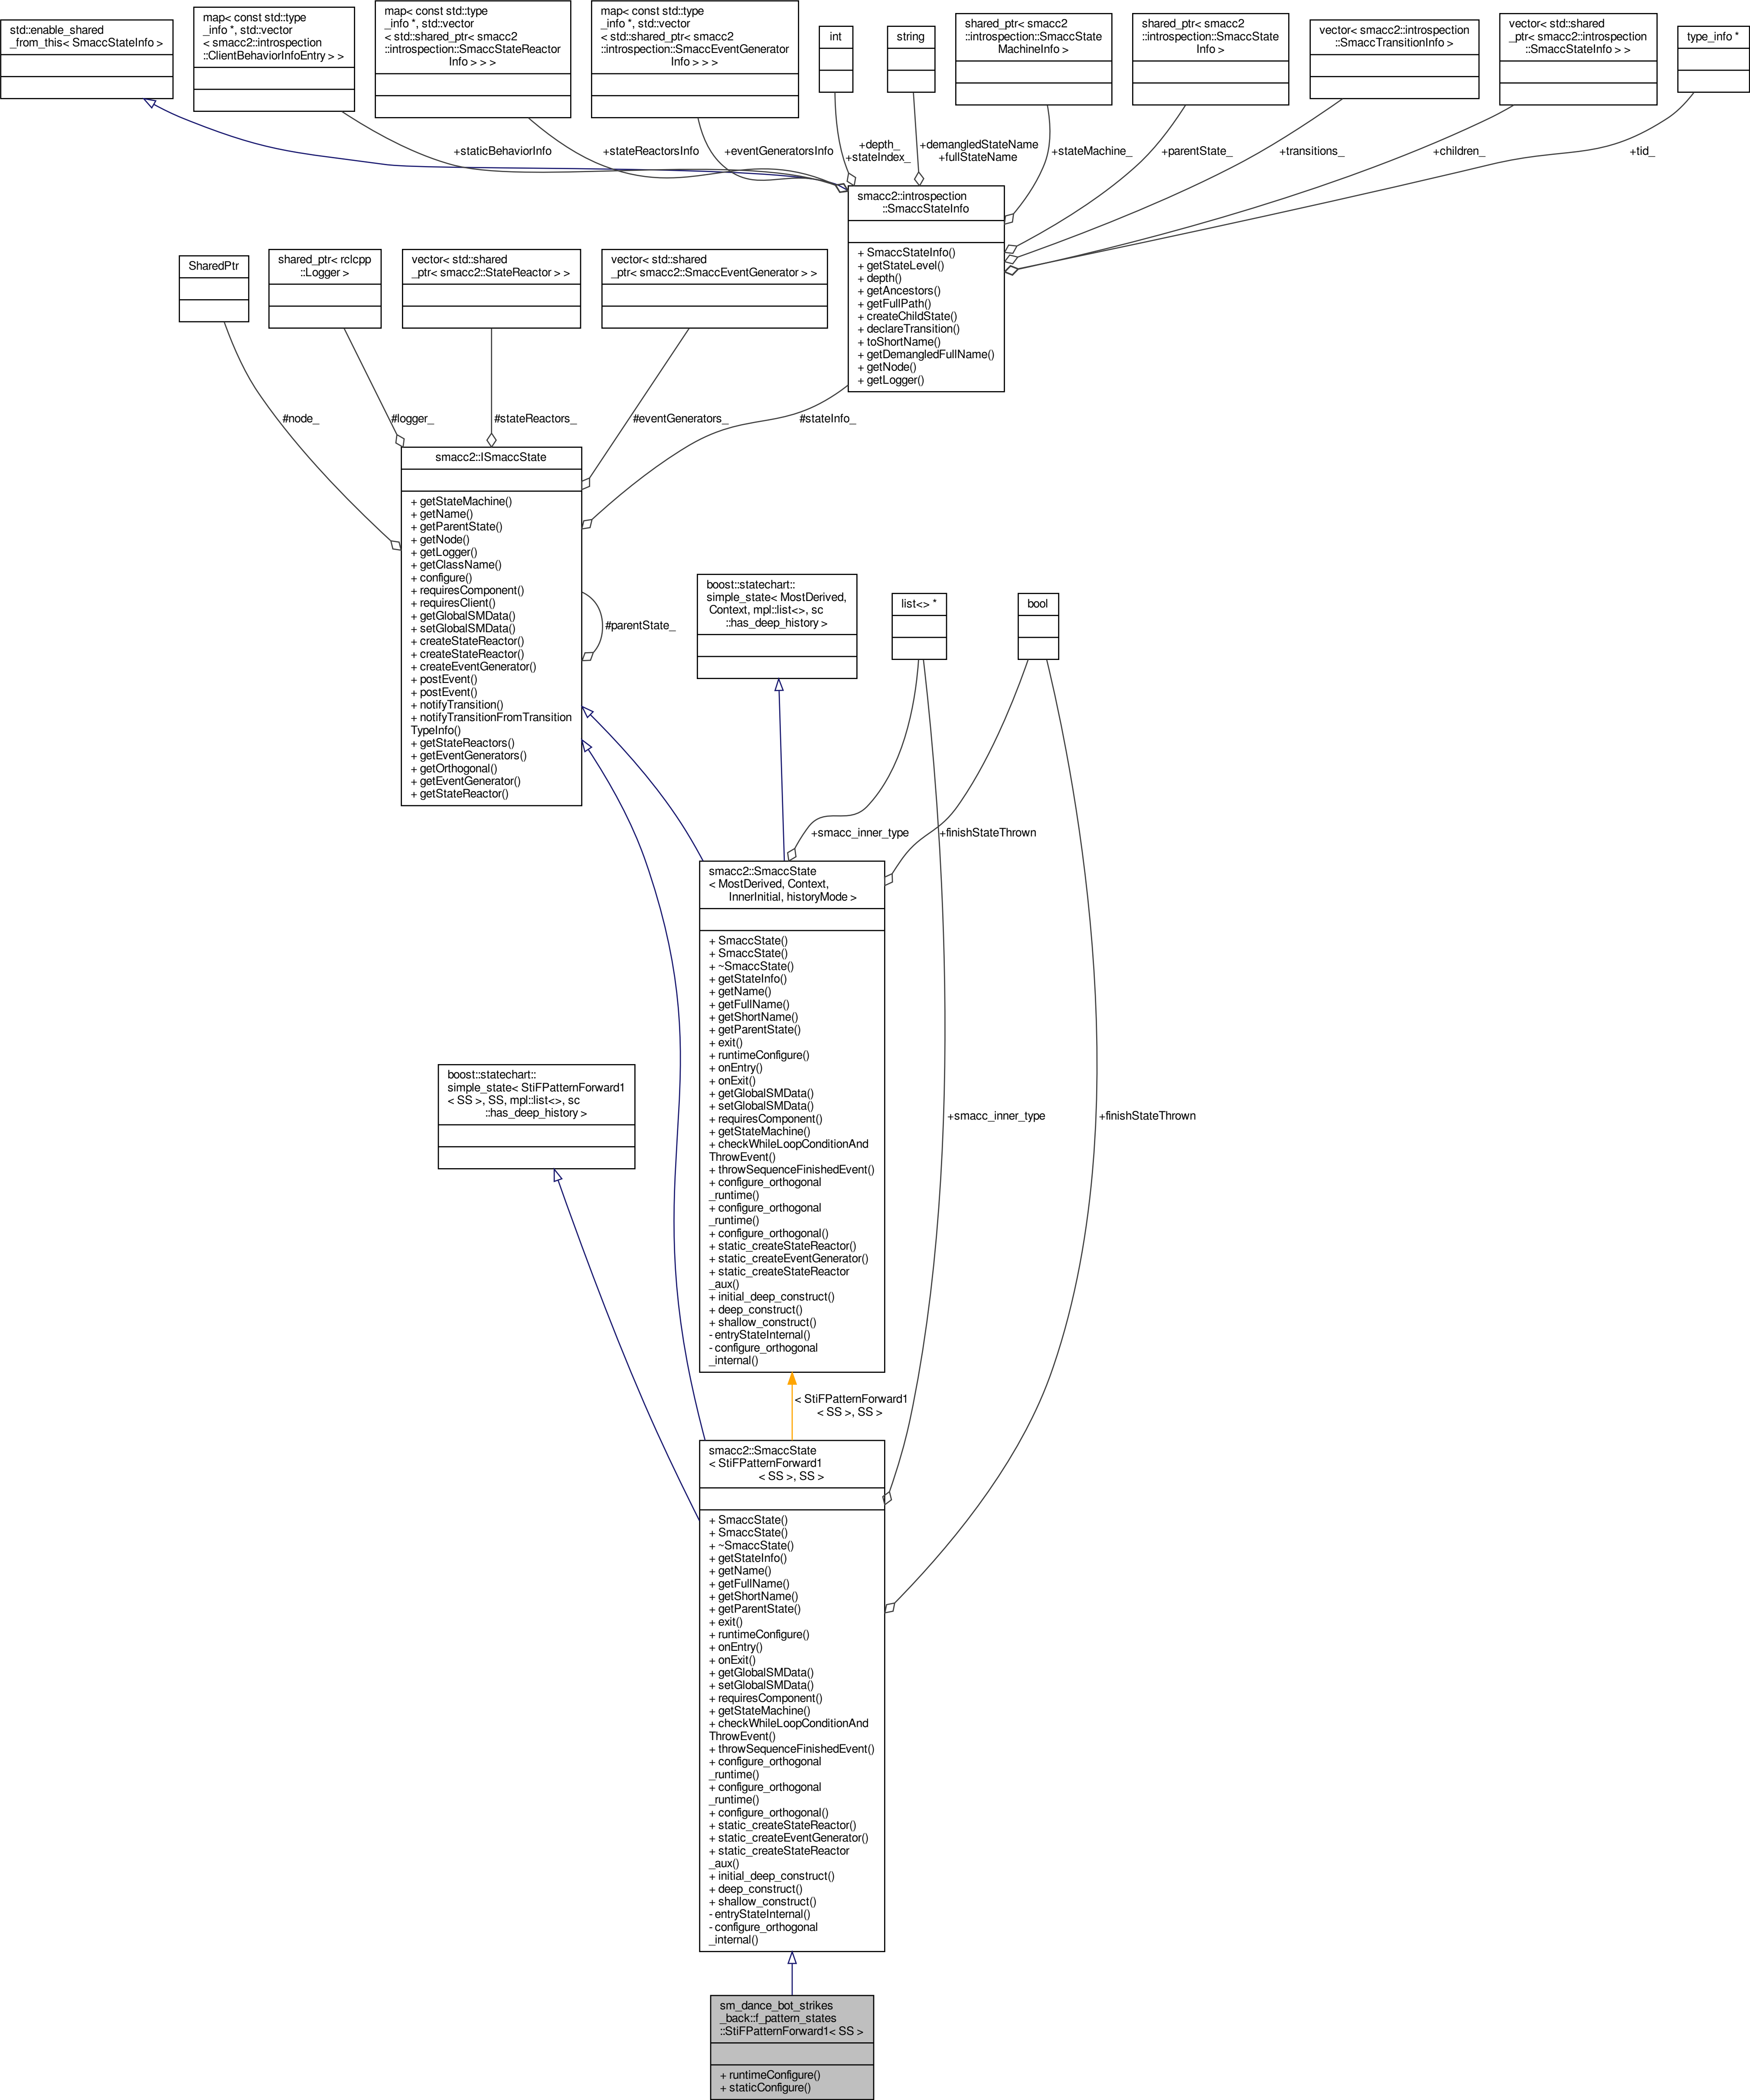 std::enable_shared
_from_this< SmaccStateInfo >
map< const std::type
_info *, std::vector
< smacc2::introspection
::ClientBehaviorInfoEntry > >
map< const std::type
_info *, std::vector
< std::shared_ptr< smacc2
::introspection::SmaccStateReactor
Info > > >
map< const std::type
_info *, std::vector
< std::shared_ptr< smacc2
::introspection::SmaccEventGenerator
Info > > >
int
string
shared_ptr< smacc2
::introspection::SmaccState
MachineInfo >
shared_ptr< smacc2
::introspection::SmaccState
Info >
vector< smacc2::introspection
::SmaccTransitionInfo >
vector< std::shared
_ptr< smacc2::introspection
::SmaccStateInfo > >
type_info *
+staticBehaviorInfo
+stateReactorsInfo
+eventGeneratorsInfo
+depth_
+stateIndex_
+demangledStateName
+fullStateName
+stateMachine_
+parentState_
+transitions_
+children_
+tid_
smacc2::introspection
::SmaccStateInfo
+ SmaccStateInfo()
+ getStateLevel()
+ depth()
+ getAncestors()
+ getFullPath()
+ createChildState()
+ declareTransition()
+ toShortName()
+ getDemangledFullName()
+ getNode()
+ getLogger()
SharedPtr
shared_ptr< rclcpp
::Logger >
vector< std::shared
_ptr< smacc2::StateReactor > >
vector< std::shared
_ptr< smacc2::SmaccEventGenerator > >
#node_
#logger_
#stateReactors_
#eventGenerators_
#stateInfo_
smacc2::ISmaccState
+ getStateMachine()
+ getName()
+ getParentState()
+ getNode()
+ getLogger()
+ getClassName()
+ configure()
+ requiresComponent()
+ requiresClient()
+ getGlobalSMData()
+ setGlobalSMData()
+ createStateReactor()
+ createStateReactor()
+ createEventGenerator()
+ postEvent()
+ postEvent()
+ notifyTransition()
+ notifyTransitionFromTransition
TypeInfo()
+ getStateReactors()
+ getEventGenerators()
+ getOrthogonal()
+ getEventGenerator()
+ getStateReactor()
#parentState_
boost::statechart::
simple_state< MostDerived,
Context, mpl::list<>, sc
::has_deep_history >
list<> *
bool
+smacc_inner_type
+finishStateThrown
smacc2::SmaccState
< MostDerived, Context,
InnerInitial, historyMode >
+ SmaccState()
+ SmaccState()
+ ~SmaccState()
+ getStateInfo()
+ getName()
+ getFullName()
+ getShortName()
+ getParentState()
+ exit()
+ runtimeConfigure()
+ onEntry()
+ onExit()
+ getGlobalSMData()
+ setGlobalSMData()
+ requiresComponent()
+ getStateMachine()
+ checkWhileLoopConditionAnd
ThrowEvent()
+ throwSequenceFinishedEvent()
+ configure_orthogonal
_runtime()
+ configure_orthogonal
_runtime()
+ configure_orthogonal()
+ static_createStateReactor()
+ static_createEventGenerator()
+ static_createStateReactor
_aux()
+ initial_deep_construct()
+ deep_construct()
+ shallow_construct()
- entryStateInternal()
- configure_orthogonal
_internal()
boost::statechart::
simple_state< StiFPatternForward1
< SS >, SS, mpl::list<>, sc
::has_deep_history >
+smacc_inner_type
+finishStateThrown
< StiFPatternForward1
< SS >, SS >
smacc2::SmaccState
< StiFPatternForward1
< SS >, SS >
+ SmaccState()
+ SmaccState()
+ ~SmaccState()
+ getStateInfo()
+ getName()
+ getFullName()
+ getShortName()
+ getParentState()
+ exit()
+ runtimeConfigure()
+ onEntry()
+ onExit()
+ getGlobalSMData()
+ setGlobalSMData()
+ requiresComponent()
+ getStateMachine()
+ checkWhileLoopConditionAnd
ThrowEvent()
+ throwSequenceFinishedEvent()
+ configure_orthogonal
_runtime()
+ configure_orthogonal
_runtime()
+ configure_orthogonal()
+ static_createStateReactor()
+ static_createEventGenerator()
+ static_createStateReactor
_aux()
+ initial_deep_construct()
+ deep_construct()
+ shallow_construct()
- entryStateInternal()
- configure_orthogonal
_internal()
sm_dance_bot_strikes
_back::f_pattern_states
::StiFPatternForward1< SS >
+ runtimeConfigure()
+ staticConfigure()